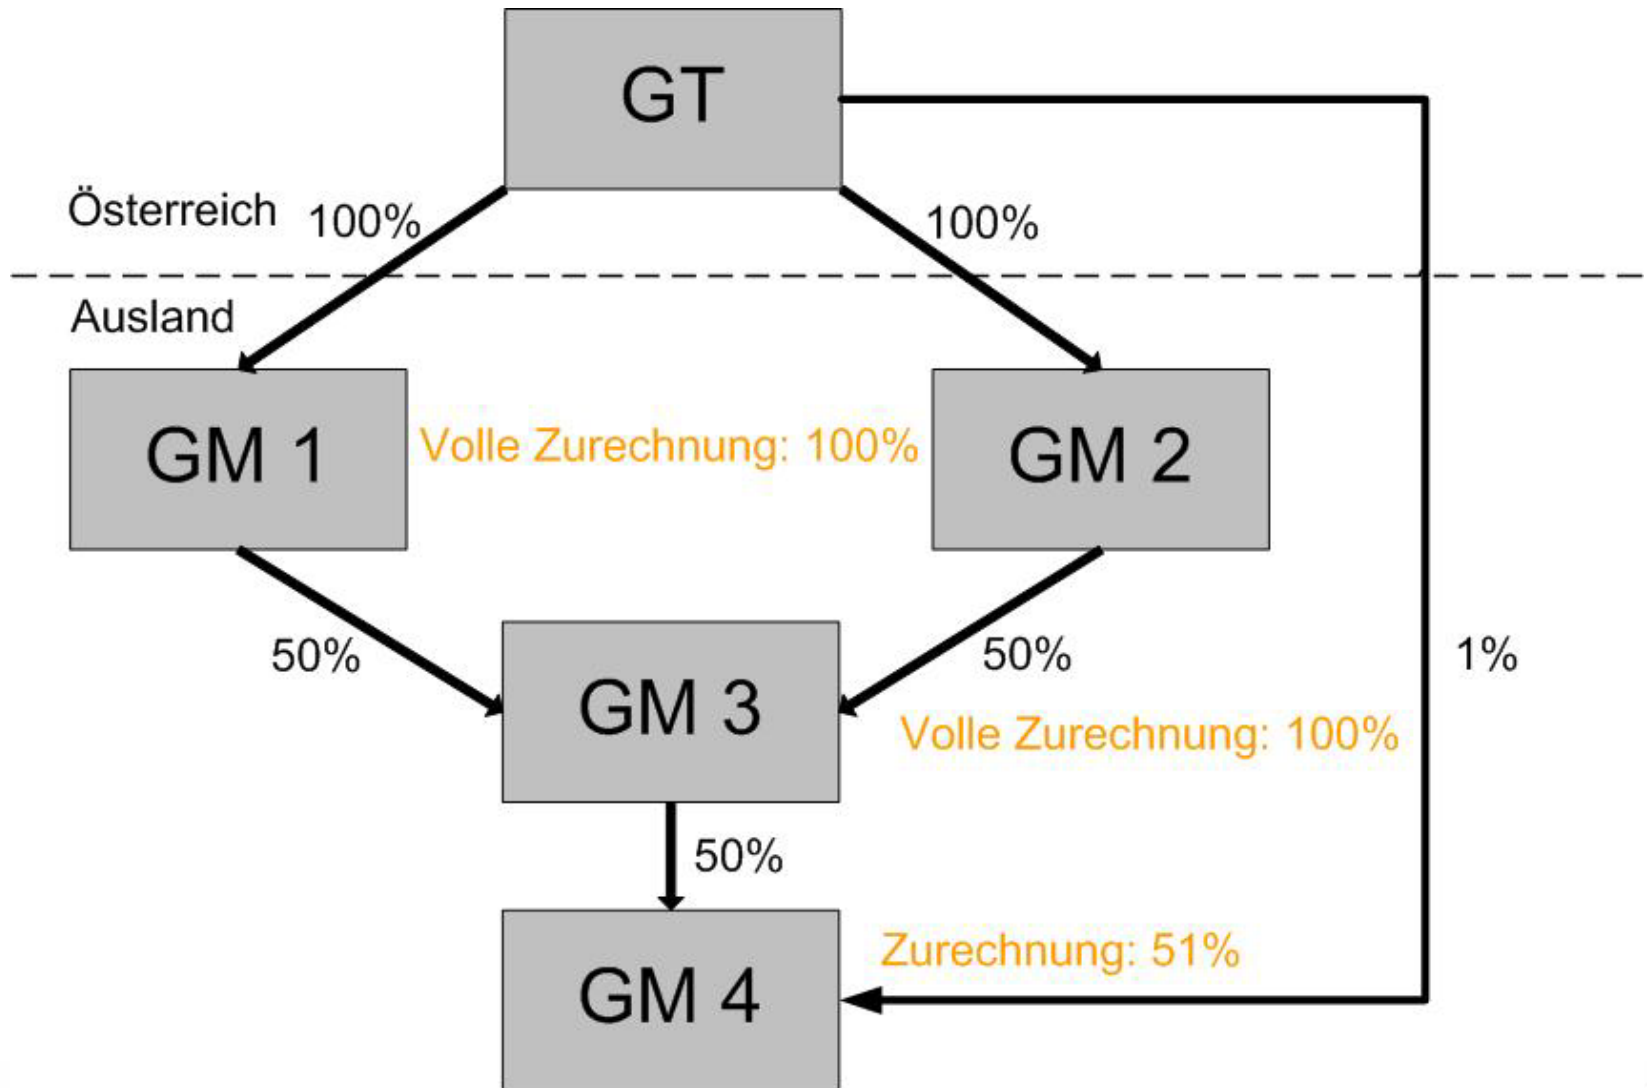 GT
Österreich
100%
100%
Ausland
GM 1
Volle Zurechnung: 100%
GM 2
50%
50%
1%
GM 3
Volle Zurechnung: 100%
50%
Zurechnung: 51%
GM 4